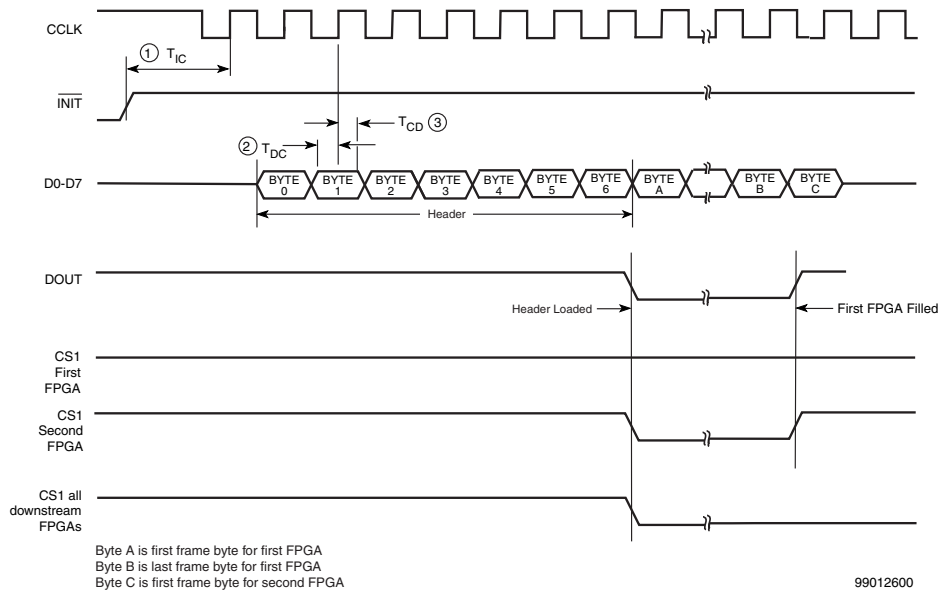 CCLK
① T_IC
INIT
T_CD ③
② T_DC
D0-D7
BYTE 0
BYTE 1
BYTE 2
BYTE 3
BYTE 4
BYTE 5
BYTE 6
BYTE A
BYTE B
BYTE C
Header
DOUT
Header Loaded
First FPGA Filled
CS1
First
FPGA
CS1
Second
FPGA
CS1 all
downstream
FPGAs
Byte A is first frame byte for first FPGA
Byte B is last frame byte for first FPGA
Byte C is first frame byte for second FPGA
99012600